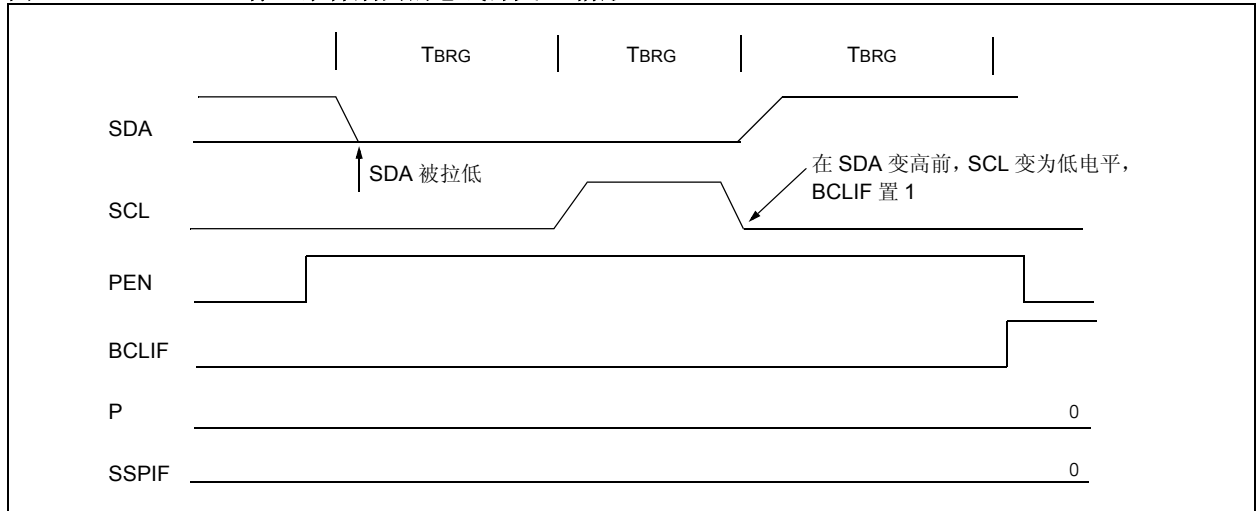 TBRG TBRG TBRG
SDA
SDA 被拉低
在 SDA 变高前，SCL 变为低电平，
BCLIF 置 1
SCL
PEN
BCLIF
P 0
SSPIF 0